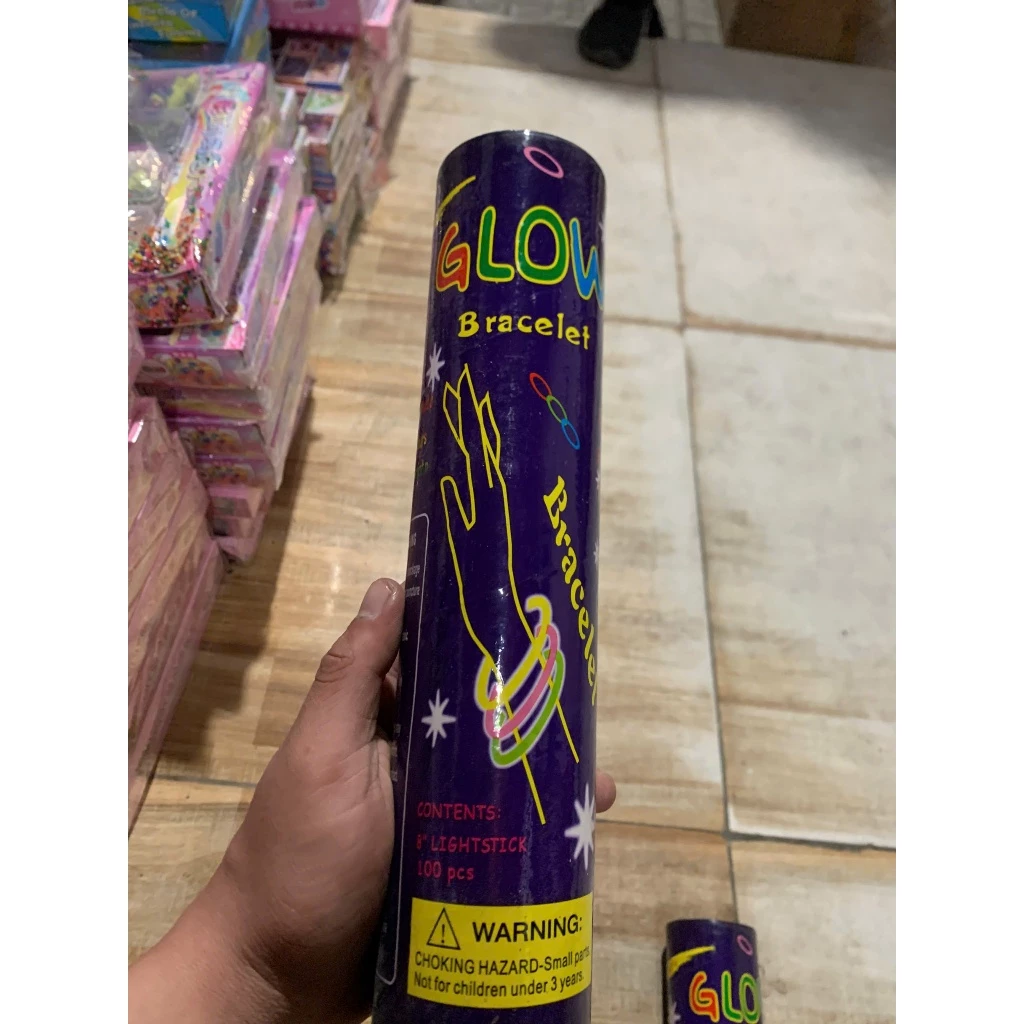 GLOW
Bracelet
Bracelet
CONTENTS:
8" LIGHTSTICK
100 pcs
WARNING:
CHOKING HAZARD-Small parts.
Not for children under 3 years.
GLO